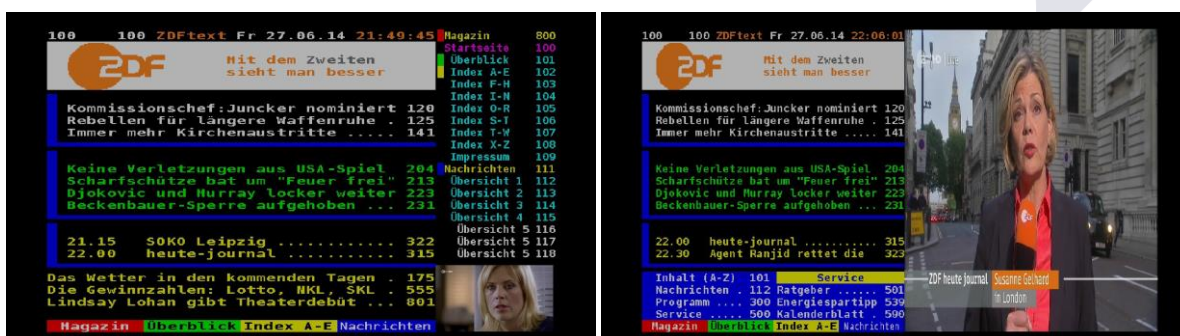 100 100 ZDFtext Fr 27.06.14 21:49:45
ZDF
Mit dem Zweiten
sieht man besser
Kommissionschef:Juncker nominiert 120
Rebellen für längere Waffenruhe . 125
Immer mehr Kirchenaustritte ..... 141
Keine Verletzungen aus USA-Spiel 204
Scharfschütze bat um "Feuer frei" 213
Djokovic und Murray locker weiter 223
Beckenbauer-Sperre aufgehoben ... 231
21.15 SOKO Leipzig ............ 322
22.00 heute-journal ........... 315
Das Wetter in den kommenden Tagen . 175
Die Gewinnzahlen: Lotto, NKL, SKL . 555
Lindsay Lohan gibt Theaterdebüt ... 801
Magazin Überblick Index A-E Nachrichten
Magazin 800
Startseite 100
Überblick 101
Index A-E 102
Index F-H 103
Index I-N 104
Index O-R 105
Index S-T 106
Index T-W 107
Index X-Z 108
Impressum 109
Nachrichten 111
Übersicht 1 112
Übersicht 2 113
Übersicht 3 114
Übersicht 4 115
Übersicht 5 116
Übersicht 5 117
Übersicht 5 118
100 100 ZDFtext Fr 27.06.14 22:06:01
ZDF
Mit dem Zweiten
sieht man besser
Kommissionschef:Juncker nominiert 120
Rebellen für längere Waffenruhe . 125
Immer mehr Kirchenaustritte ..... 141
Keine Verletzungen aus USA-Spiel 204
Scharfschütze bat um "Feuer frei" 213
Djokovic und Murray locker weiter 223
Beckenbauer-Sperre aufgehoben ... 231
22.00 heute-journal .......... 315
22.30 Agent Ranjid rettet die 323
Inhalt (A-Z) 101 Service
Nachrichten . 112 Ratgeber ...... 501
Programm .... 300 Energiespartipp 539
Service ..... 500 Kalenderblatt . 590
Magazin Überblick Index A-E Nachrichten
ZDF heute journal Susanne Gelhard
in London